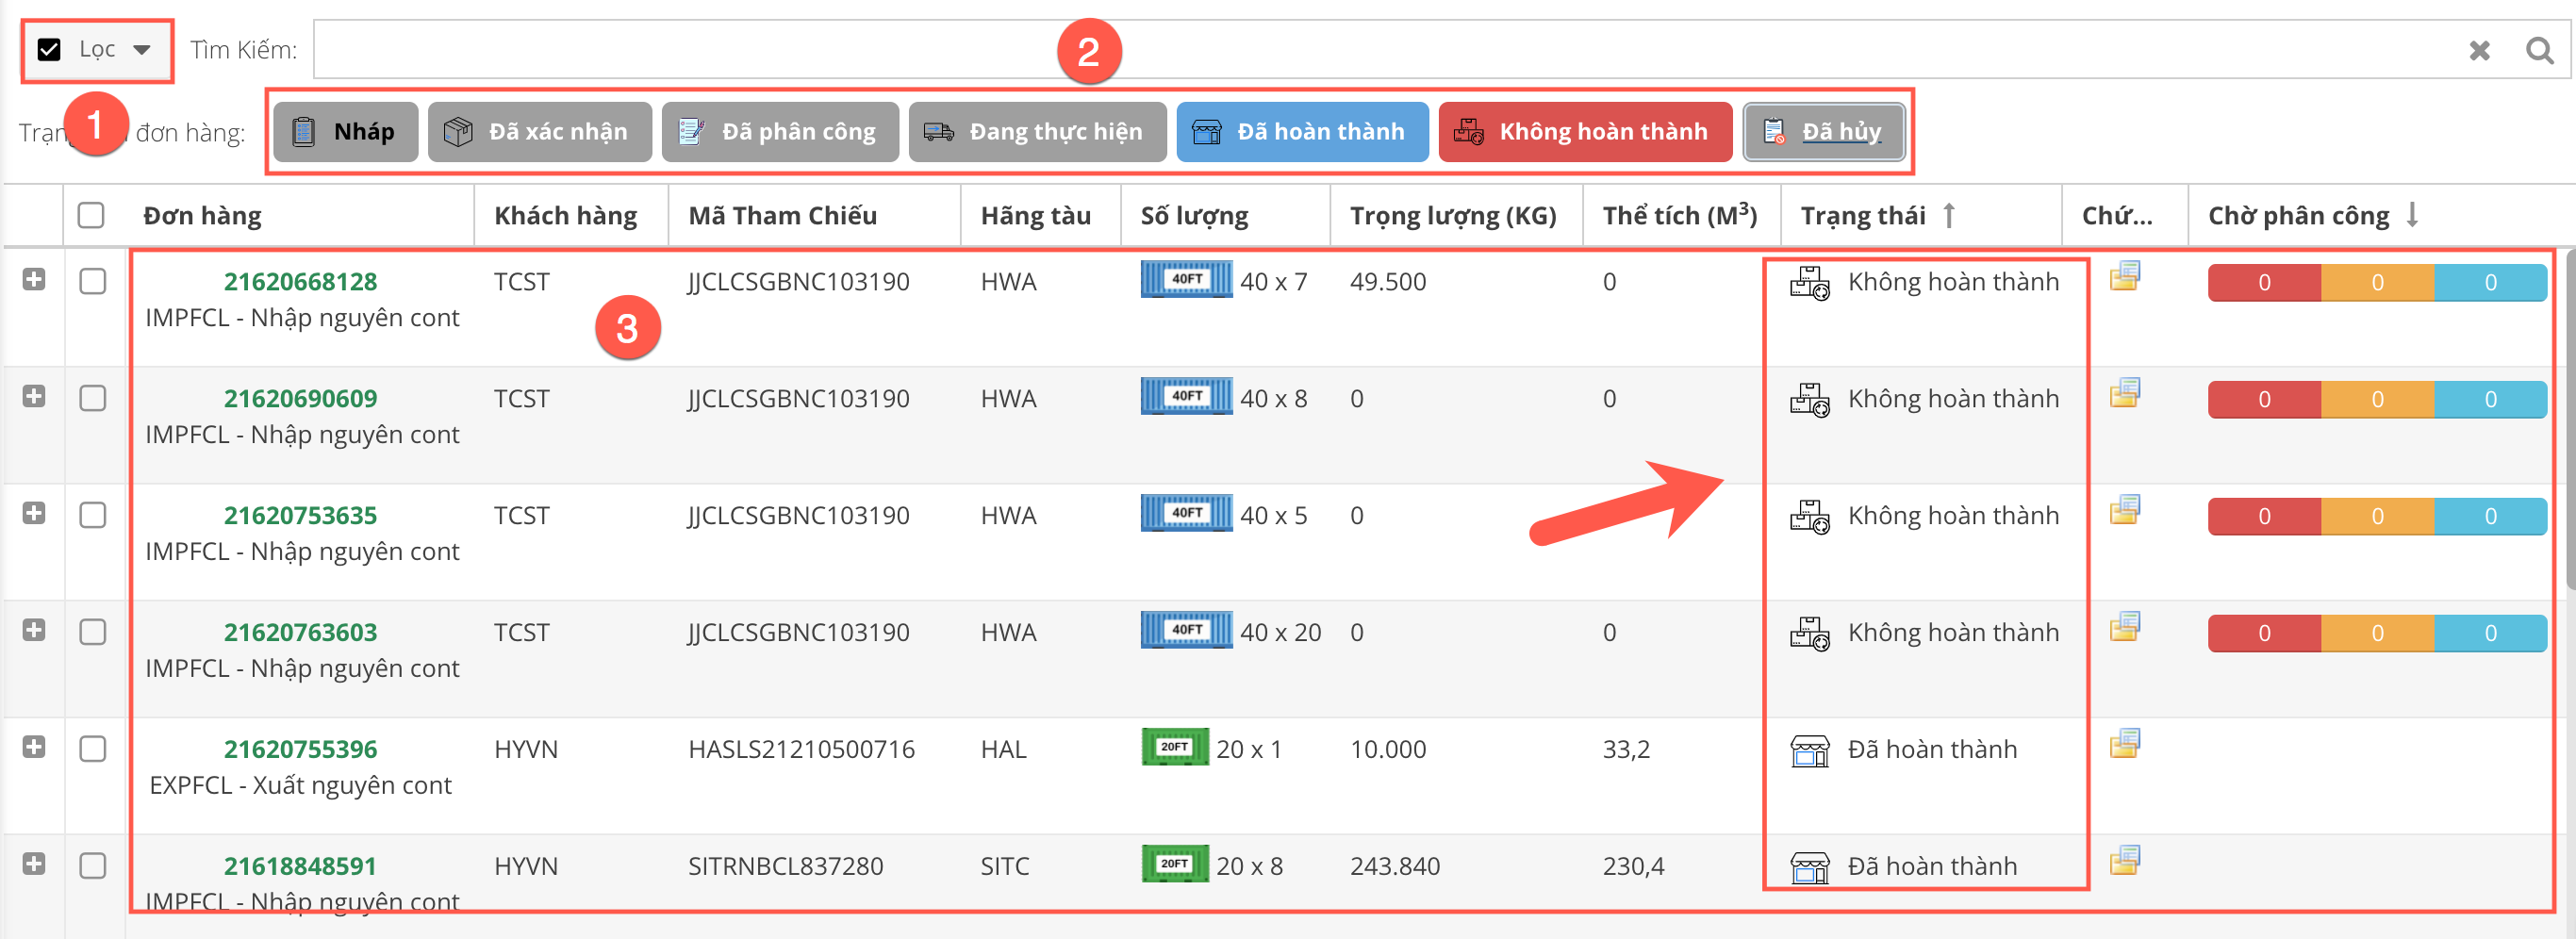 Lọc Tìm Kiếm: 2
1 đơn hàng: Nháp Đã xác nhận Đã phân công Đang thực hiện Đã hoàn thành Không hoàn thành Đã hủy
Đơn hàng Khách hàng Mã Tham Chiếu Hãng tàu Số lượng Trọng lượng (KG) Thể tích (M³) Trạng thái Chứ... Chờ phân công
21620668128 TCST JJCLCSGBNC103190 HWA 40FT 40 x 7 49.500 0 Không hoàn thành 0 0 0
IMPFCL - Nhập nguyên cont
3
21620690609 TCST JJCLCSGBNC103190 HWA 40FT 40 x 8 0 0 Không hoàn thành 0 0 0
IMPFCL - Nhập nguyên cont
21620753635 TCST JJCLCSGBNC103190 HWA 40FT 40 x 5 0 Không hoàn thành 0 0 0
IMPFCL - Nhập nguyên cont
21620763603 TCST JJCLCSGBNC103190 HWA 40FT 40 x 20 0 0 Không hoàn thành 0 0 0
IMPFCL - Nhập nguyên cont
21620755396 HYVN HASLS21210500716 HAL 20FT 20 x 1 10.000 33,2 Đã hoàn thành
EXPFCL - Xuất nguyên cont
21618848591 HYVN SITRNBCL837280 SITC 20FT 20 x 8 243.840 230,4 Đã hoàn thành
IMPFCL - Nhập nguyên cont